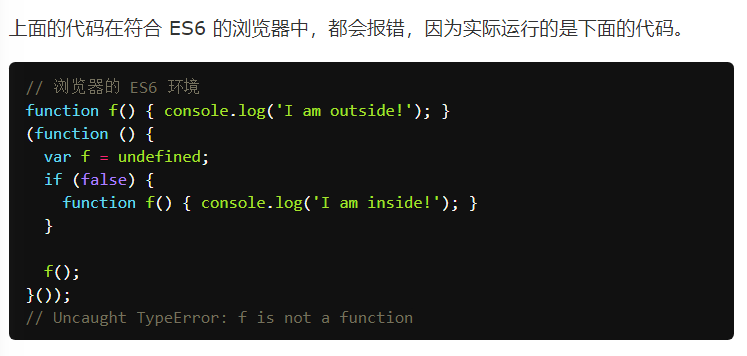 上面的代码在符合 ES6 的浏览器中，都会报错，因为实际运行的是下面的代码。
// 浏览器的 ES6 环境
function f() { console.log('I am outside!'); }
(function () {
  var f = undefined;
  if (false) {
    function f() { console.log('I am inside!'); }
  }
  f();
}());
// Uncaught TypeError: f is not a function